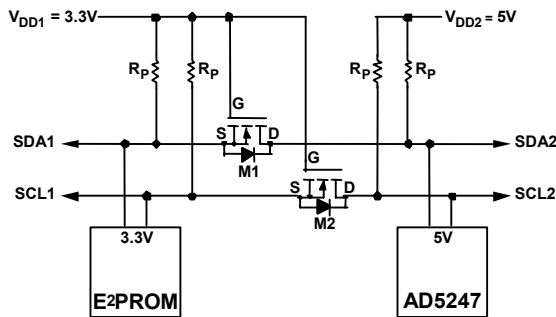 VDD1 = 3.3V
VDD2 = 5V
RP
RP
RP
RP
G
S
D
M1
SDA1
SDA2
G
S
D
M2
SCL1
SCL2
3.3V
E2PROM
5V
AD5247